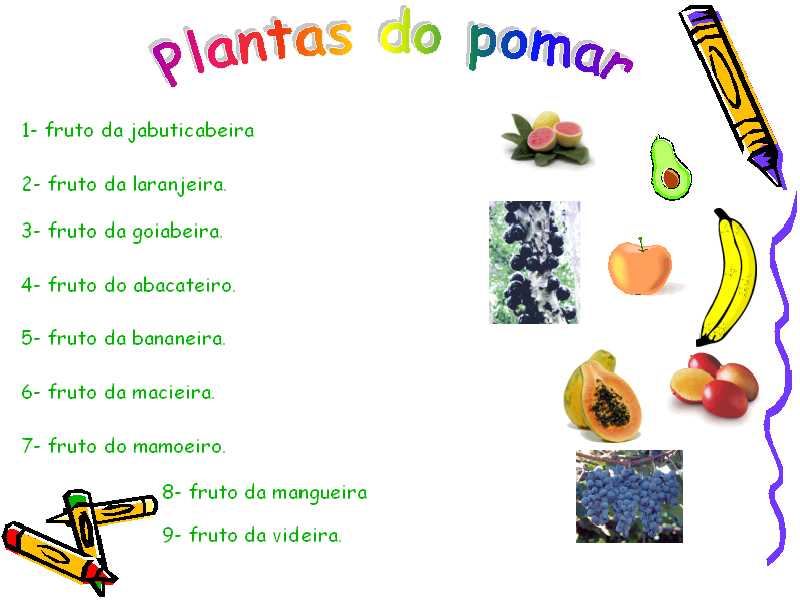 Plantas do pomar
1- fruto da jabuticabeira
2- fruto da laranjeira.
3- fruto da goiabeira.
4- fruto do abacateiro.
5- fruto da bananeira.
6- fruto da macieira.
7- fruto do mamoeiro.
8- fruto da mangueira
9- fruto da videira.